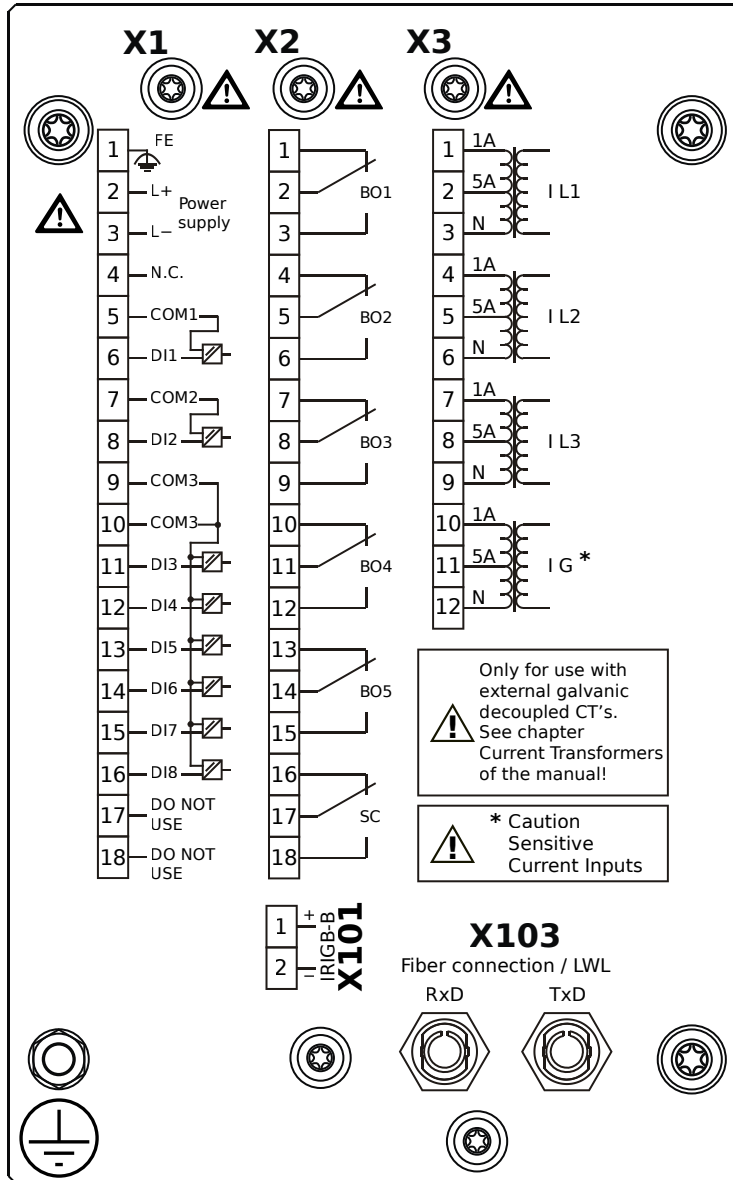 X1 X2 X3
1 FE
2 L+ Power
3 L− supply
4 N.C.
5 COM1
6 DI1
7 COM2
8 DI2
9 COM3
10 COM3
11 DI3
12 DI4
13 DI5
14 DI6
15 DI7
16 DI8
17 DO NOT
USE
18 DO NOT
USE
1
2 BO1
3
4
5 BO2
6
7
8 BO3
9
10
11 BO4
12
13
14 BO5
15
16
17 SC
18
1 1A
2 5A I L1
3 N
4 1A
5 5A I L2
6 N
7 1A
8 5A I L3
9 N
10 1A
11 5A I G *
12 N
Only for use with
external galvanic
decoupled CT's.
See chapter
Current Transformers
of the manual!
* Caution
Sensitive
Current Inputs
1 +
2 −
IRIGB-B
X101
X103
Fiber connection / LWL
RxD TxD